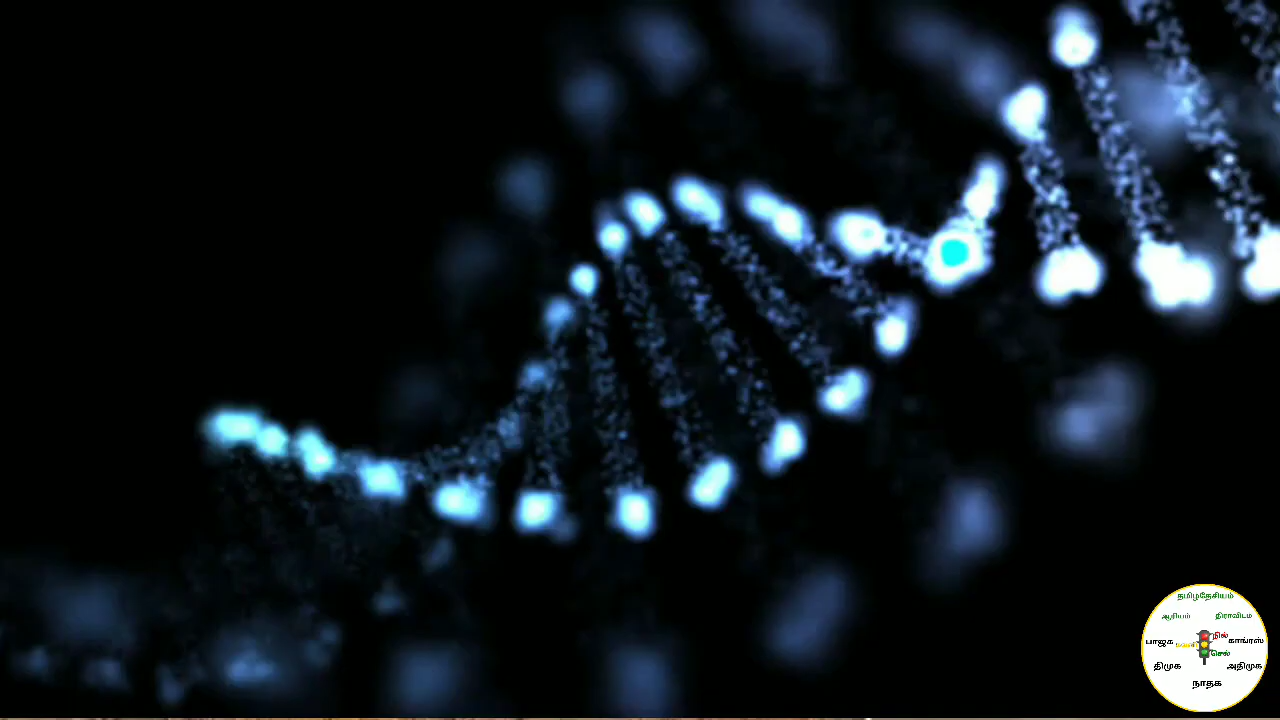 தமிழ்தேசியம்
ஆரியம் திராவிடம்
நில்
பாஜக காங்ரஸ்
செல்
திமுக அதிமுக
நாதக